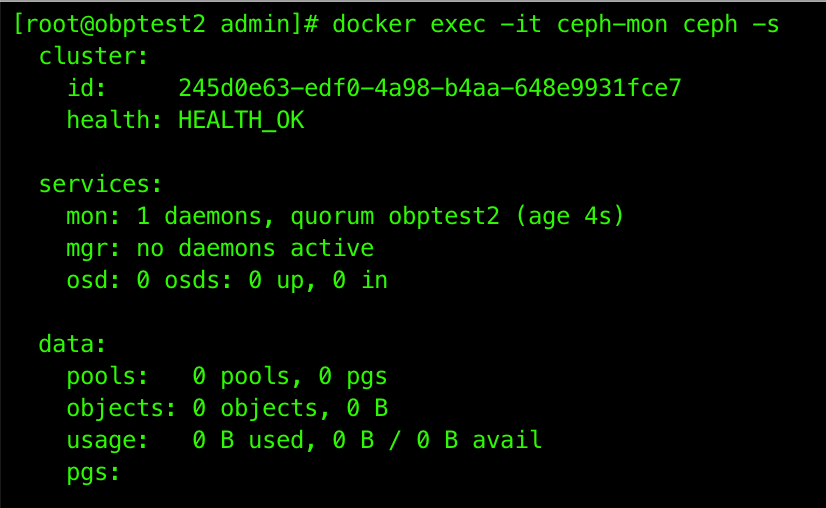 [root@obptest2 admin]# docker exec -it ceph-mon ceph -s
  cluster:
    id:     245d0e63-edf0-4a98-b4aa-648e9931fce7
    health: HEALTH_OK

  services:
    mon: 1 daemons, quorum obptest2 (age 4s)
    mgr: no daemons active
    osd: 0 osds: 0 up, 0 in

  data:
    pools:   0 pools, 0 pgs
    objects: 0 objects, 0 B
    usage:   0 B used, 0 B / 0 B avail
    pgs: